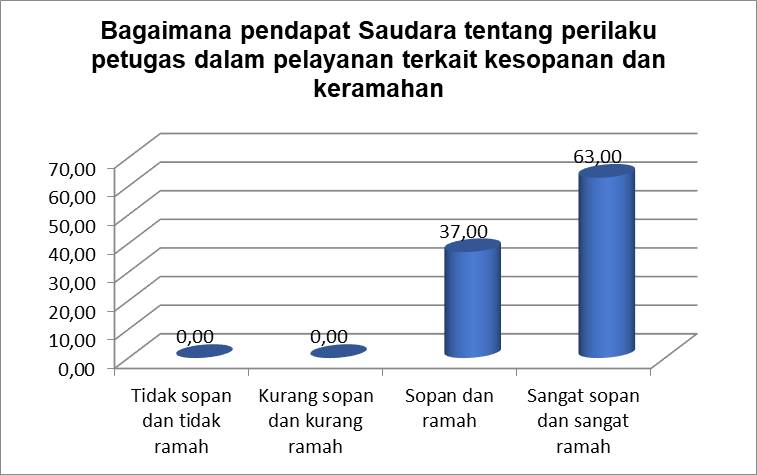 Bagaimana pendapat Saudara tentang perilaku
petugas dalam pelayanan terkait kesopanan dan
keramahan
70,00
60,00
50,00
40,00
30,00
20,00
10,00
0,00
0,00
0,00
37,00
63,00
Tidak sopan
dan tidak
ramah
Kurang sopan
dan kurang
ramah
Sopan dan
ramah
Sangat sopan
dan sangat
ramah